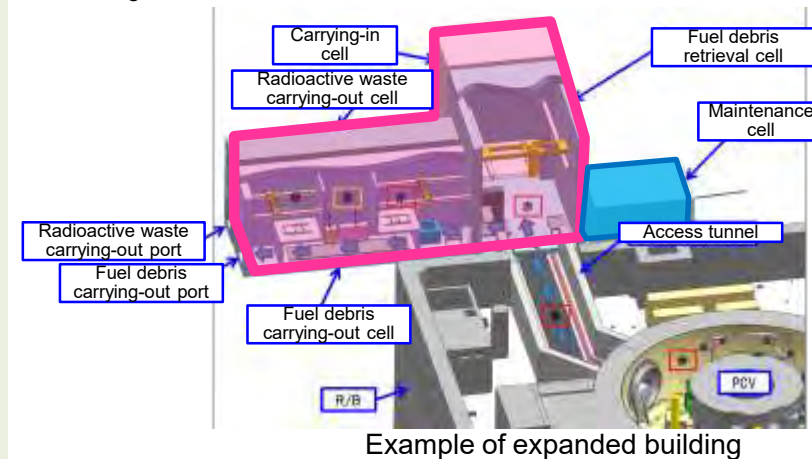 Carrying-in
cell
Radioactive waste
carrying-out cell
Fuel debris
retrieval cell
Maintenance
cell
Radioactive waste
carrying-out port
Fuel debris
carrying-out port
Access tunnel
Fuel debris
carrying-out cell
R/B
PCV
Example of expanded building